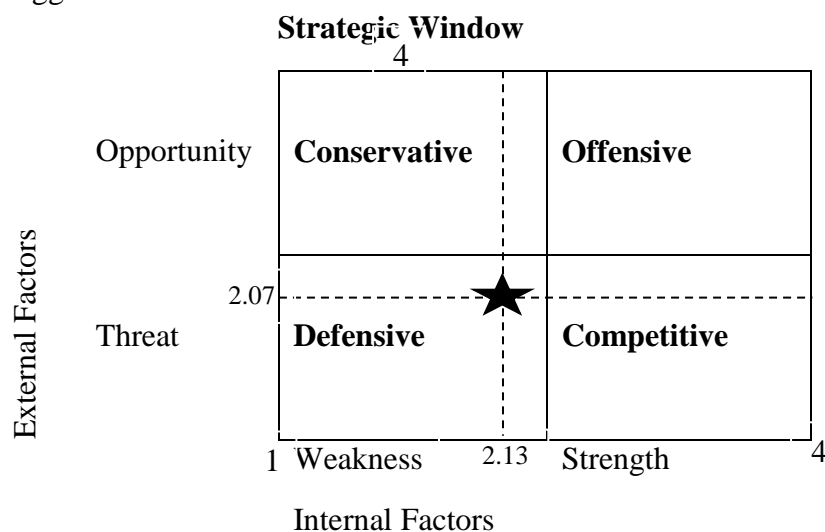 Strategic Window
4
Opportunity Conservative Offensive
External Factors
2.07
Threat Defensive Competitive
1 Weakness 2.13 Strength 4
Internal Factors